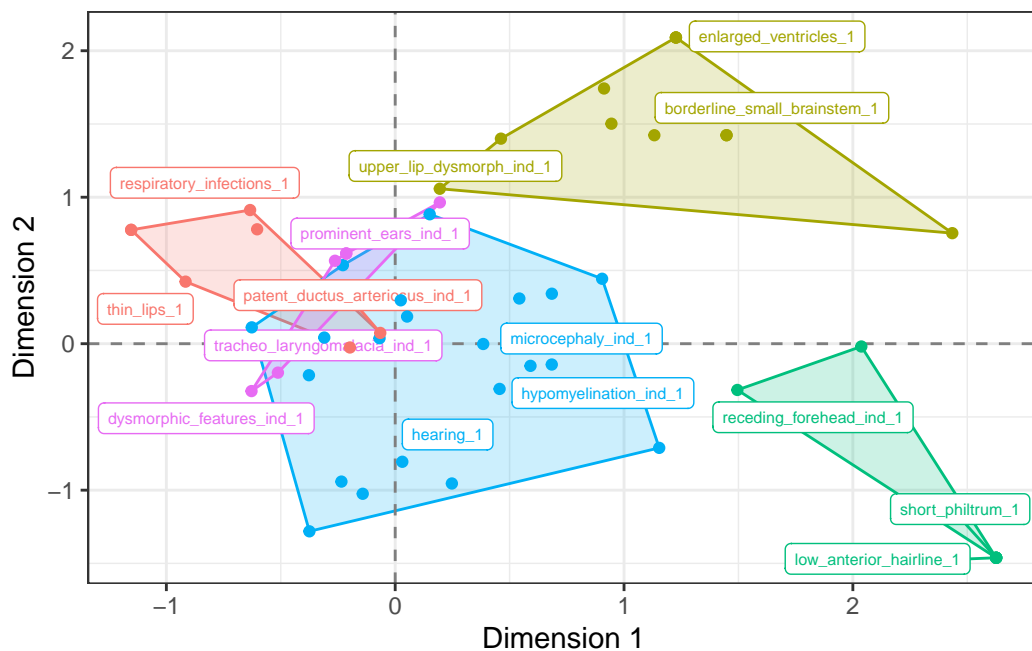 enlarged_ventricles_1
2
borderline_small_brainstem_1
upper_lip_dysmorph_ind_1
respiratory_infections_1
1
prominent_ears_ind_1
patent_ductus_arteriosus_ind_1
thin_lips_1
0
tracheo_laryngomalacia_ind_1
microcephaly_ind_1
hypomyelination_ind_1
dysmorphic_features_ind_1
receding_forehead_ind_1
hearing_1
−1
short_philtrum_1
low_anterior_hairline_1
−1 0 1 2
Dimension 1
Dimension 2